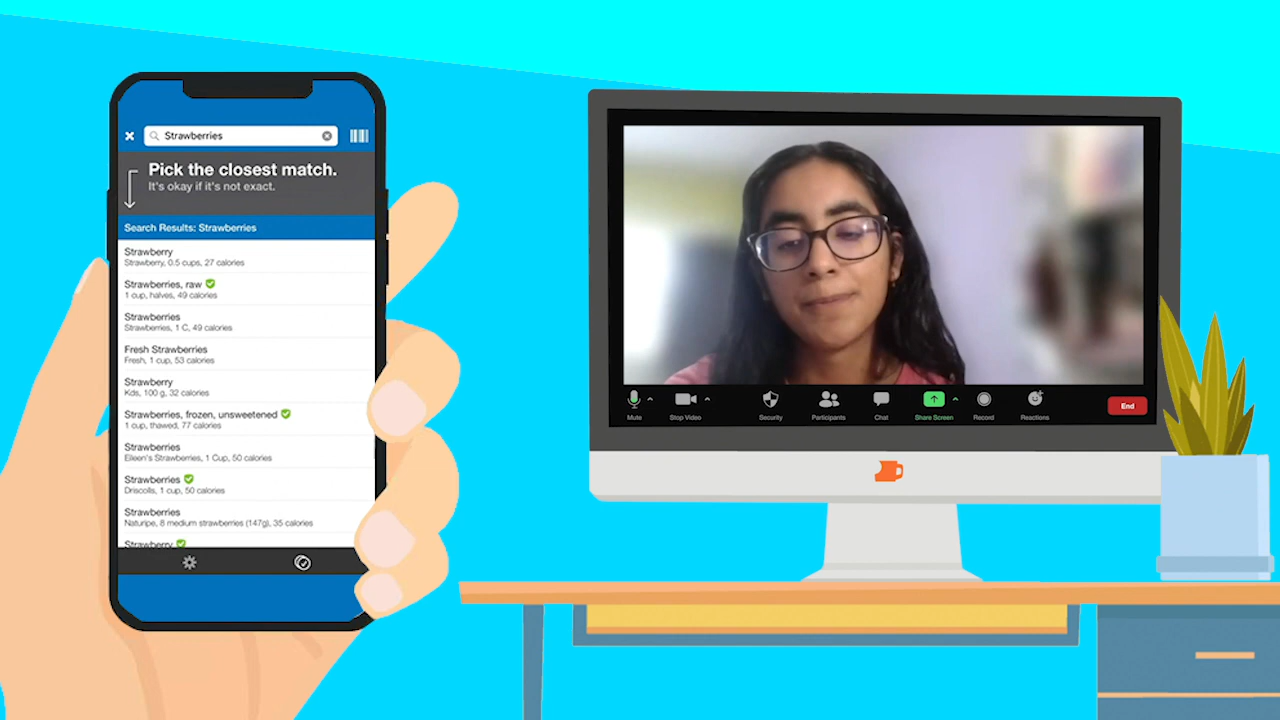 Strawberries
Pick the closest match.
It's okay if it's not exact.
Search Results: Strawberries
Strawberry
Strawberry, 0.5 cups, 27 calories
Strawberries, raw
1 cup, halves, 49 calories
Strawberries
Strawberries, 1 C, 49 calories
Fresh Strawberries
Fresh, 1 cup, 53 calories
Strawberry
Kds, 100 g, 32 calories
Strawberries, frozen, unsweetened
1 cup, thawed, 77 calories
Strawberries
Eileen's Strawberries, 1 Cup, 50 calories
Strawberries
Driscolls, 1 cup, 50 calories
Strawberries
Naturipe, 8 medium strawberries (147g), 35 calories
Strawberry
Mute
Stop Video
Security
Participants
Chat
Share Screen
Record
Reactions
End